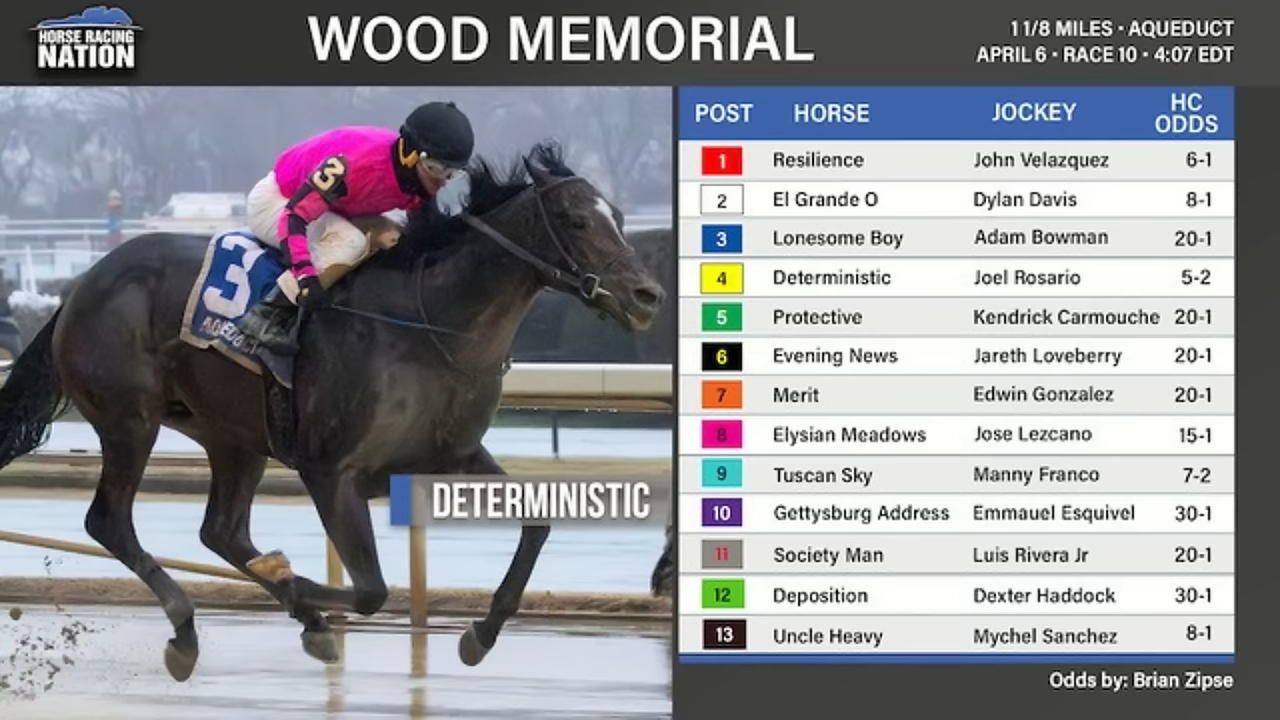 HORSE RACING
NATION
WOOD MEMORIAL
11/8 MILES • AQUEDUCT
APRIL 6 • RACE 10 • 4:07 EDT
3
3
AQEDUCT
DETERMINISTIC
POST HORSE JOCKEY HC ODDS
1 Resilience John Velazquez 6-1
2 El Grande O Dylan Davis 8-1
3 Lonesome Boy Adam Bowman 20-1
4 Deterministic Joel Rosario 5-2
5 Protective Kendrick Carmouche 20-1
6 Evening News Jareth Loveberry 20-1
7 Merit Edwin Gonzalez 20-1
8 Elysian Meadows Jose Lezcano 15-1
9 Tuscan Sky Manny Franco 7-2
10 Gettysburg Address Emmauel Esquivel 30-1
11 Society Man Luis Rivera Jr 20-1
12 Deposition Dexter Haddock 30-1
13 Uncle Heavy Mychel Sanchez 8-1
Odds by: Brian Zipse